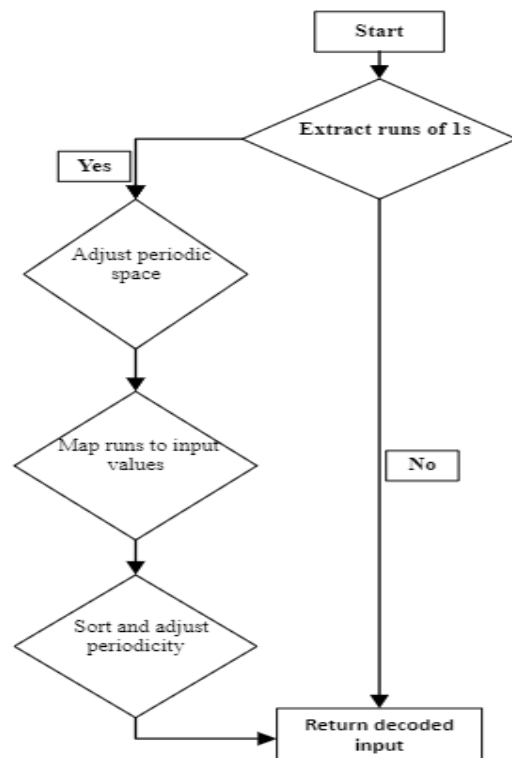 Start
Extract runs of 1s
Yes
Adjust periodic
space
Map runs to input
values
No
Sort and adjust
periodicity
Return decoded
input